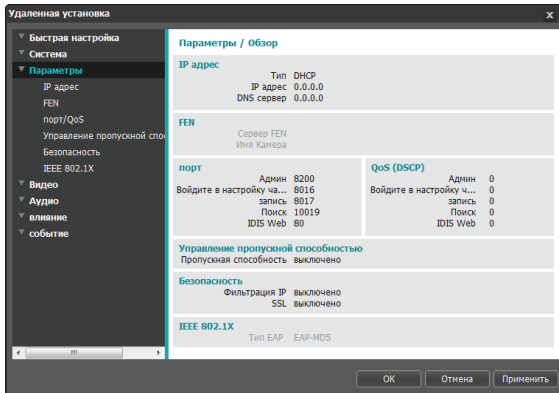 Удаленная установка
x
Быстрая настройка
Система
Параметры
IP адрес
FEN
порт/QoS
Управление пропускной спо
Безопасность
IEEE 802.1X
Видео
Аудио
влияние
событие
Параметры / Обзор
IP адрес
Тип DHCP
IP адрес 0.0.0.0
DNS сервер 0.0.0.0
FEN
Сервер FEN
Имя Камера
порт
Админ 8200
Войдите в настройку ча... 8016
запись 8017
Поиск 10019
IDIS Web 80
QoS (DSCP)
Админ 0
Войдите в настройку ч... 0
запись 0
Поиск 0
IDIS Web 0
Управление пропускной способностью
Пропускная способность выключено
Безопасность
Фильтрация IP выключено
SSL выключено
IEEE 802.1X
Тип EAP EAP-MD5
OK
Отмена
Применить